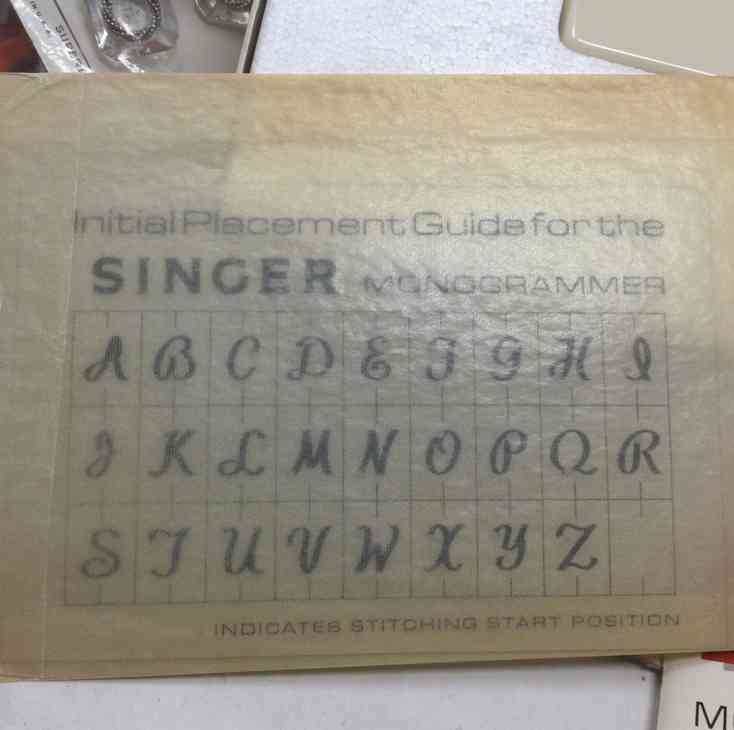 Initial Placement Guide for the
SINGER MONOGRAMMER
A B C D E F G H I
J K L M N O P Q R
S T U V W X Y Z
INDICATES STITCHING START POSITION